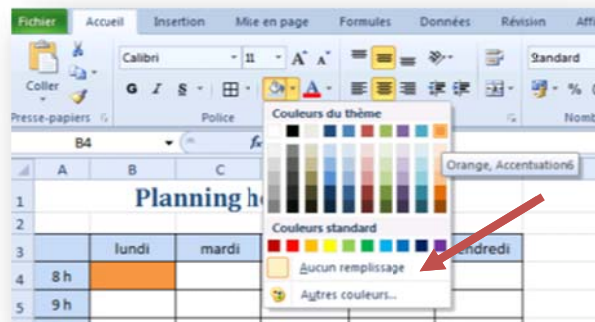 Fichier Accueil Insertion Mise en page Formules Données Révision Affi
Calibri 11 A A Standard
Coller G I S A %
Presse-papiers Police Nomb
B4
Couleurs du thème
Orange, Accentuation6
A B C
1 Planning h
2
Couleurs standard
3 lundi mardi endredi
Aucun remplissage
4 8 h
Autres couleurs...
5 9 h